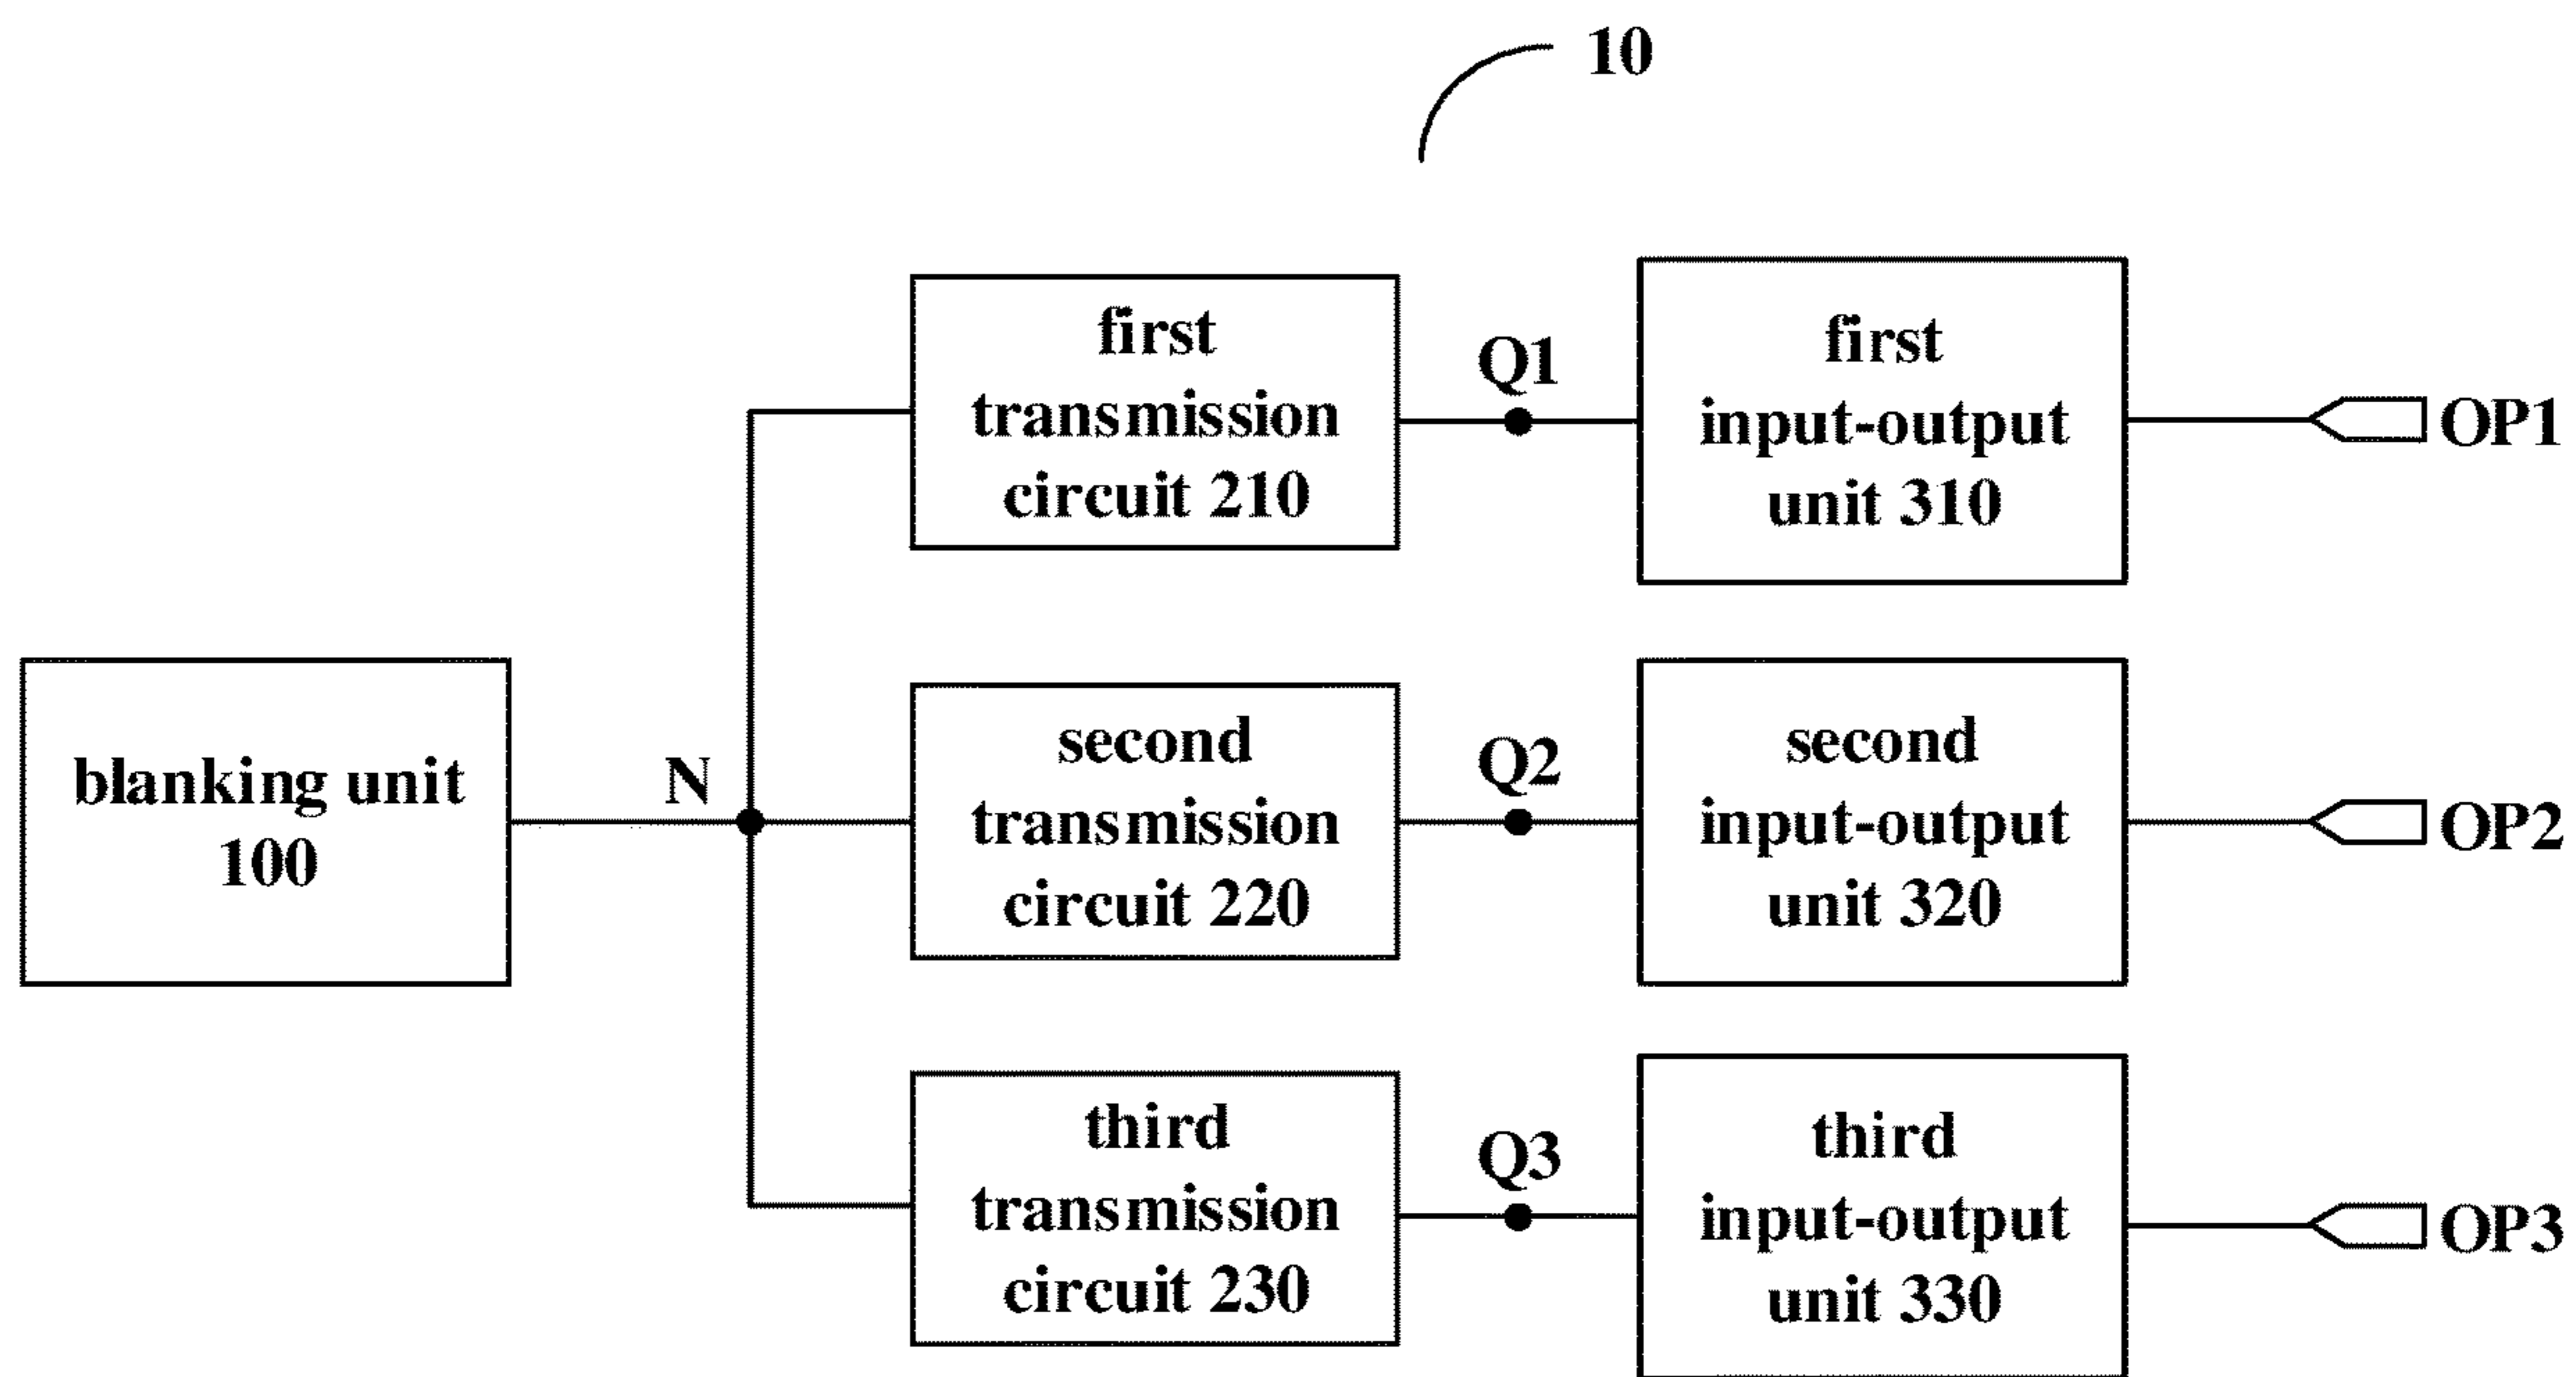 10
first
transmission
circuit 210
Q1
first
input-output
unit 310
OP1
blanking unit
100
N
second
transmission
circuit 220
Q2
second
input-output
unit 320
OP2
third
transmission
circuit 230
Q3
third
input-output
unit 330
OP3